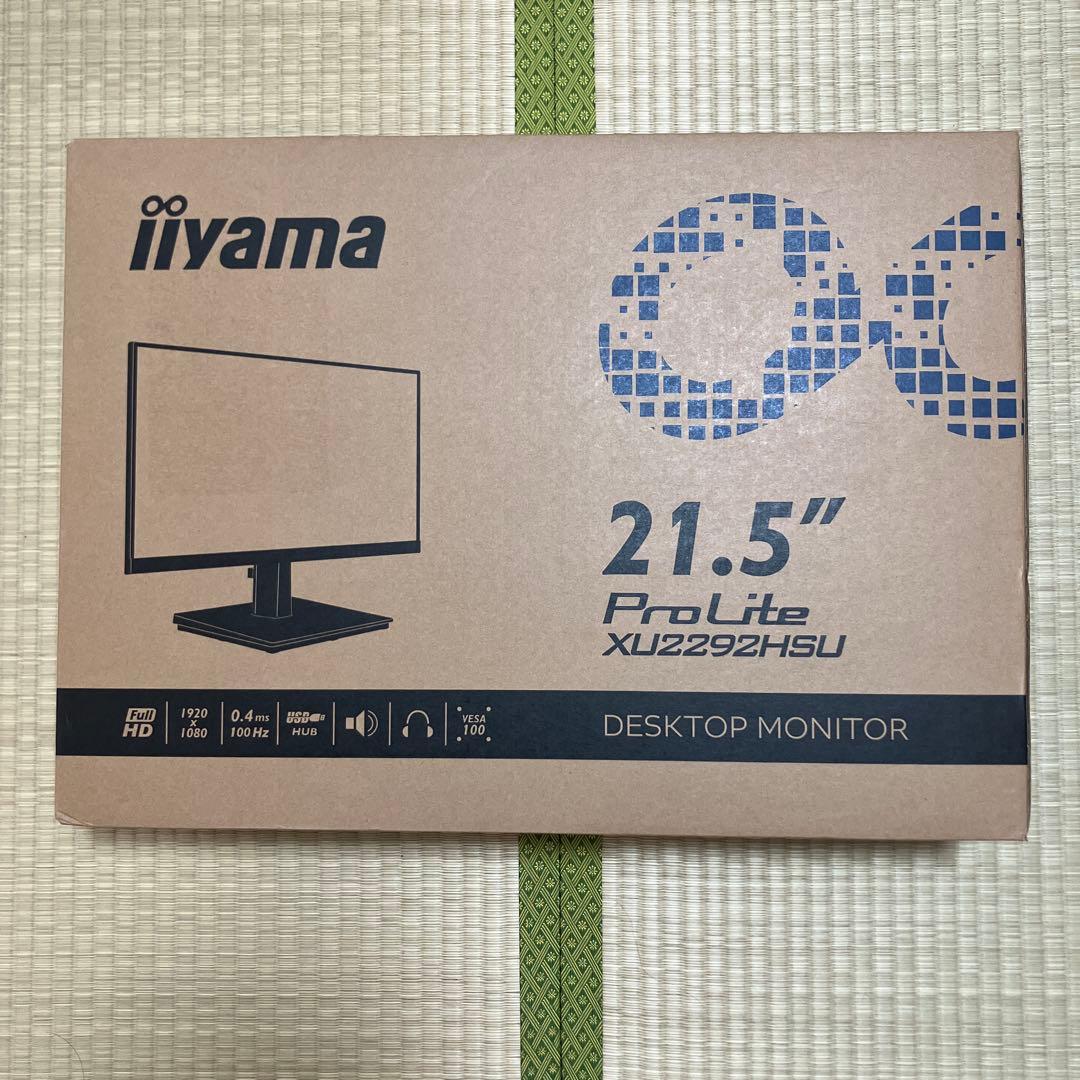 iiyama
21.5"
ProLite
XU2292HSU
Full
HD
1920
x
1080
0.4ms
100Hz
USB
HUB
VESA
100
DESKTOP MONITOR